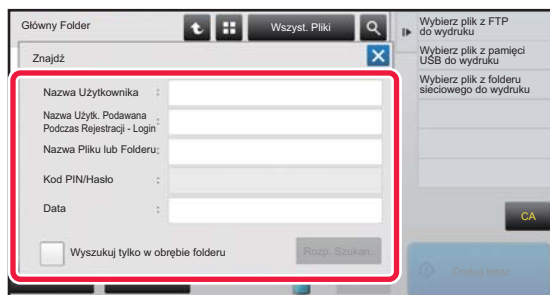 Główny Folder
Wszyst. Pliki
Znajdź
Nazwa Użytkownika :
Nazwa Użytk. Podawana
Podczas Rejestracji - Login :
Nazwa Pliku lub Folderu :
Kod PIN/Hasło :
Data :
Wyszukuj tylko w obrębie folderu
Rozp. Szukan.
Wybierz plik z FTP
do wydruku
Wybierz plik z pamięci
USB do wydruku
Wybierz plik z folderu
sieciowego do wydruku
CA
Drukuj teraz